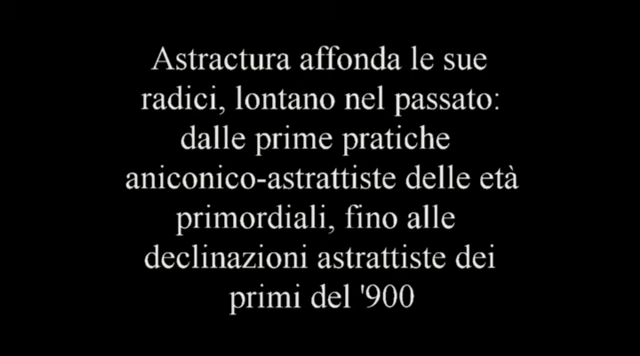 Astractura affonda le sue
radici, lontano nel passato:
dalle prime pratiche
aniconico-astrattiste delle età
primordiali, fino alle
declinazioni astrattiste dei
primi del '900